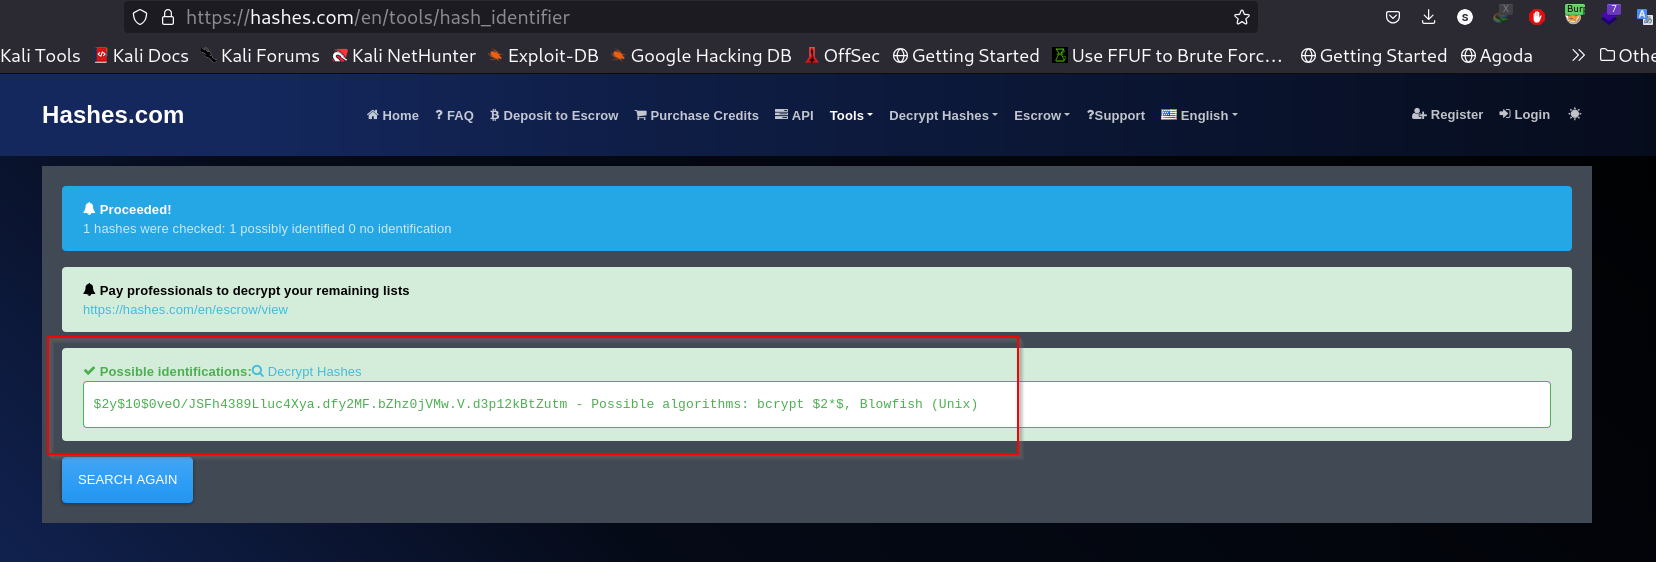 https://hashes.com/en/tools/hash_identifier
S X Bur 7 A
Kali Tools Kali Docs Kali Forums Kali NetHunter Exploit-DB Google Hacking DB OffSec Getting Started Use FFUF to Brute Forc... Getting Started Agoda Othe
Hashes.com Home ? FAQ Deposit to Escrow Purchase Credits API Tools Decrypt Hashes Escrow ?Support English Register Login
Proceeded!
1 hashes were checked: 1 possibly identified 0 no identification
Pay professionals to decrypt your remaining lists
https://hashes.com/en/escrow/view
Possible identifications: Decrypt Hashes
$2y$10$0veO/JSFh4389Lluc4Xya.dfy2MF.bZhz0jVMw.V.d3p12kBtZutm - Possible algorithms: bcrypt $2*$, Blowfish (Unix)
SEARCH AGAIN